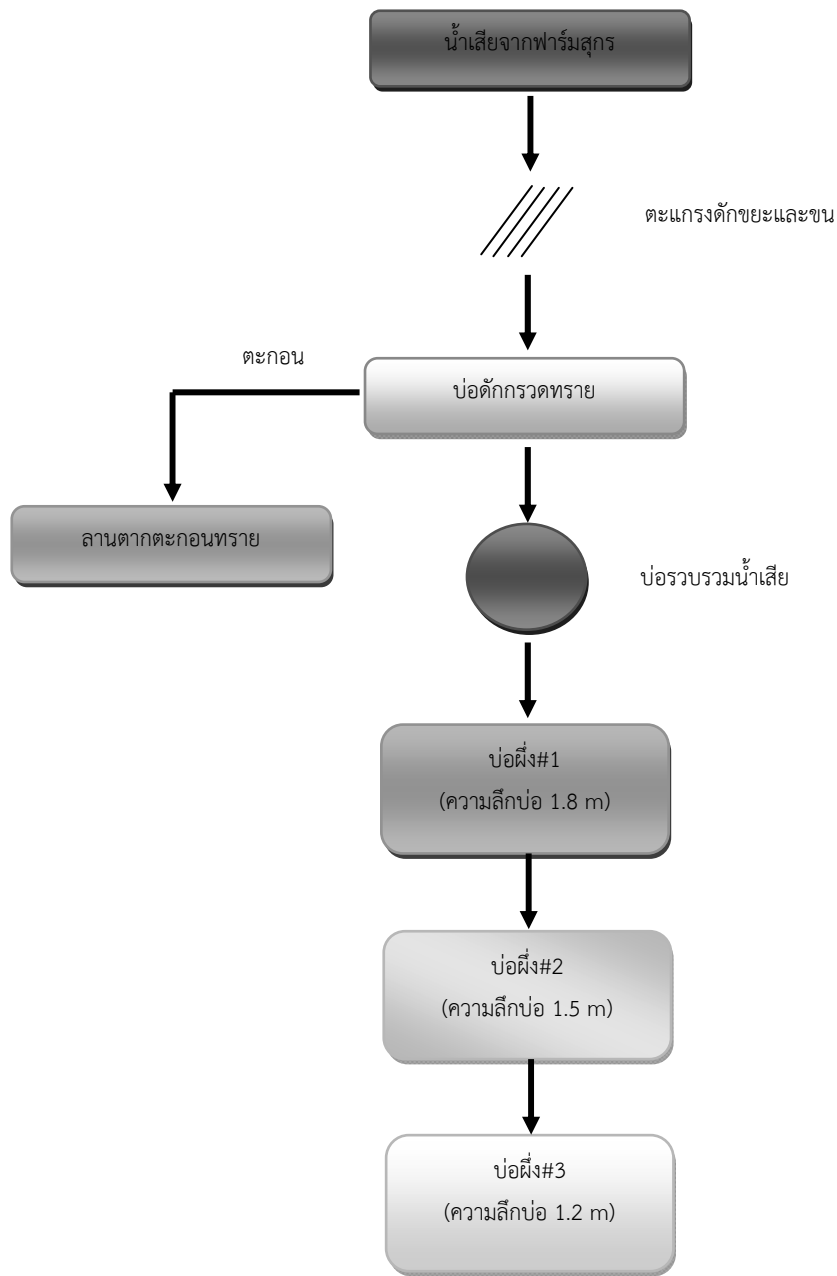 น้ำเสียจากฟาร์มสุกร
ตะแกรงดักขยะและขน
ตะกอน
บ่อดักกรวดทราย
ลานตากตะกอนทราย
บ่อรวบรวมน้ำเสีย
บ่อผึ่ง#1
(ความลึกบ่อ 1.8 m)
บ่อผึ่ง#2
(ความลึกบ่อ 1.5 m)
บ่อผึ่ง#3
(ความลึกบ่อ 1.2 m)